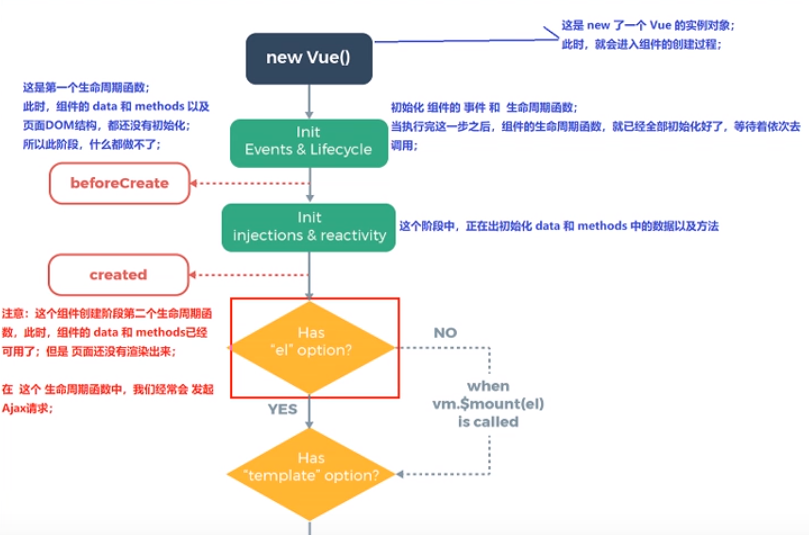 这是 new 了一个 Vue 的实例对象；
此时，就会进入组件的创建过程；
new Vue()
这是第一个生命周期函数；
此时，组件的 data 和 methods 以及
页面DOM结构，都还没有初始化；
所以此阶段，什么都做不了；
初始化 组件的 事件 和 生命周期函数；
当执行完这一步之后，组件的生命周期函数，就已经全部初始化好了，等待着依次去
调用；
Init
Events & Lifecycle
beforeCreate
Init
injections & reactivity
这个阶段中，正在出初始化 data 和 methods 中的数据以及方法
created
注意：这个组件创建阶段第二个生命周期函
数，此时，组件的 data 和 methods已经
可用了；但是 页面还没有渲染出来；
在 这个 生命周期函数中，我们经常会 发起
Ajax请求；
Has
"el" option?
NO
when
vm.$mount(el)
is called
YES
Has
"template" option?